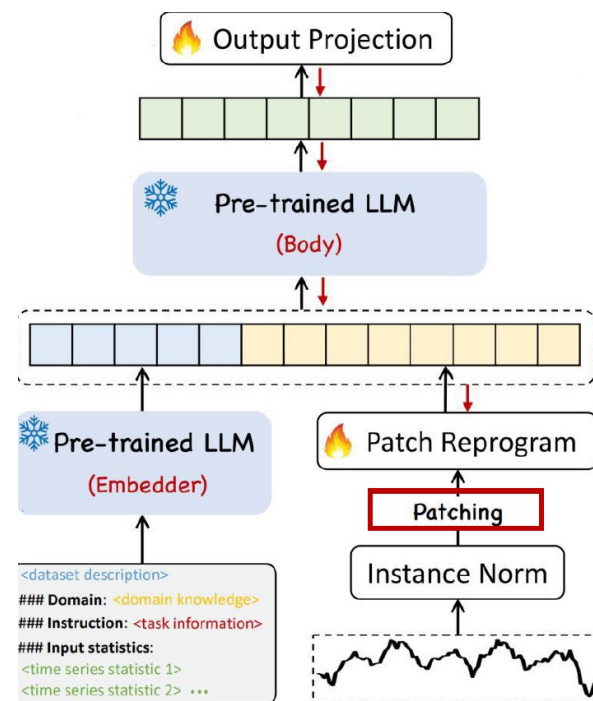 Output Projection
Pre-trained LLM
(Body)
Pre-trained LLM
(Embedder)
Patch Reprogram
Patching
Instance Norm
<dataset description>
### Domain: <domain knowledge>
### Instruction: <task information>
### Input statistics:
<time series statistic 1>
<time series statistic 2> •••